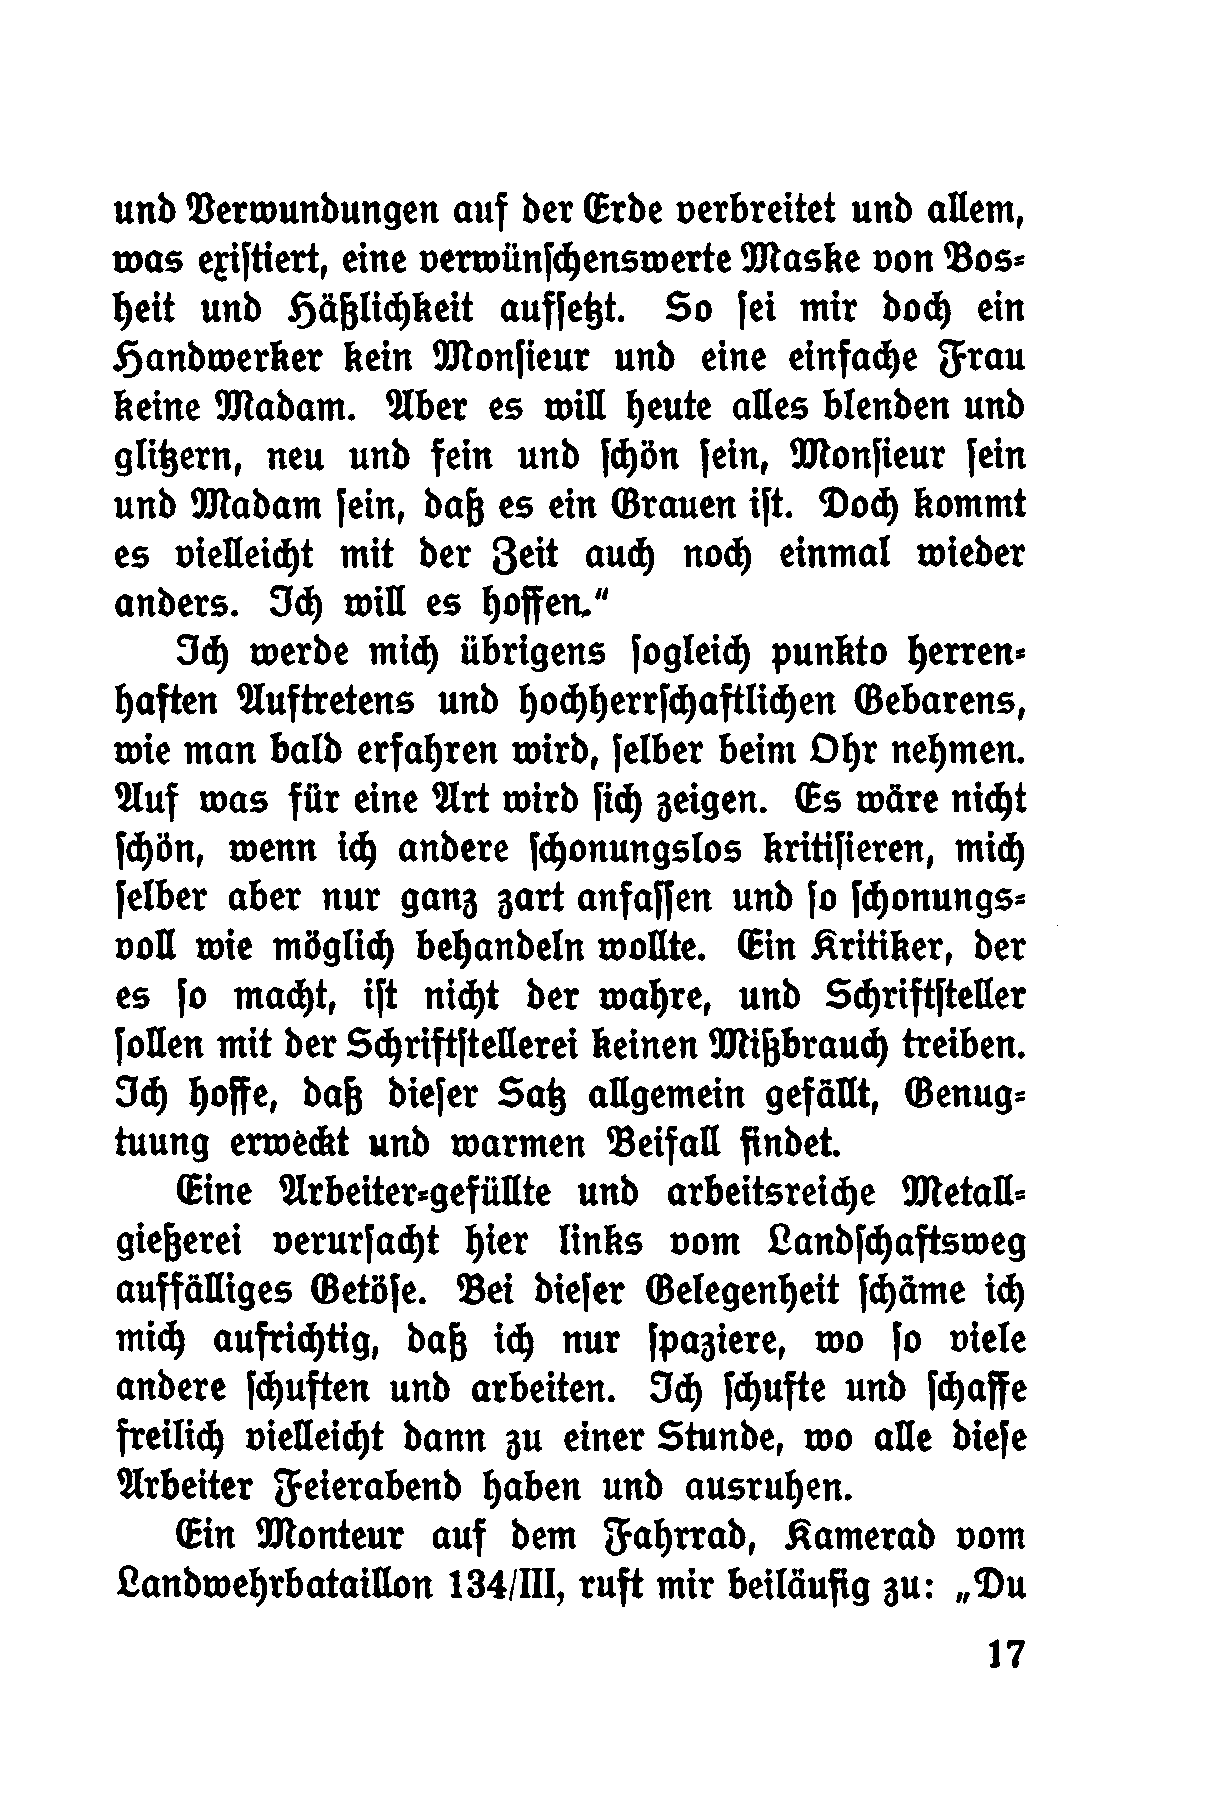 und Verwundungen auf der Erde verbreitet und allem,
was existiert, eine verwünschenswerte Maske von Bos-
heit und Häßlichkeit aufsetzt. So sei mir doch ein
Handwerker kein Monsieur und eine einfache Frau
keine Madam. Aber es will heute alles blenden und
glitzern, neu und fein und schön sein, Monsieur sein
und Madam sein, daß es ein Grauen ist. Doch kommt
es vielleicht mit der Zeit auch noch einmal wieder
anders. Ich will es hoffen.“
Ich werde mich übrigens sogleich punkto herren-
haften Auftretens und hochherrschaftlichen Gebarens,
wie man bald erfahren wird, selber beim Ohr nehmen.
Auf was für eine Art wird sich zeigen. Es wäre nicht
schön, wenn ich andere schonungslos kritisieren, mich
selber aber nur ganz zart anfassen und so schonungs-
voll wie möglich behandeln wollte. Ein Kritiker, der
es so macht, ist nicht der wahre, und Schriftsteller
sollen mit der Schriftstellerei keinen Mißbrauch treiben.
Ich hoffe, daß dieser Satz allgemein gefällt, Genug-
tuung erweckt und warmen Beifall findet.
Eine Arbeiter-gefüllte und arbeitsreiche Metall-
gießerei verursacht hier links vom Landschaftsweg
auffälliges Getöse. Bei dieser Gelegenheit schäme ich
mich aufrichtig, daß ich nur spaziere, wo so viele
andere schuften und arbeiten. Ich schufte und schaffe
freilich vielleicht dann zu einer Stunde, wo alle diese
Arbeiter Feierabend haben und ausruhen.
Ein Monteur auf dem Fahrrad, Kamerad vom
Landwehrbataillon 134/III, ruft mir beiläufig zu: „Du
17